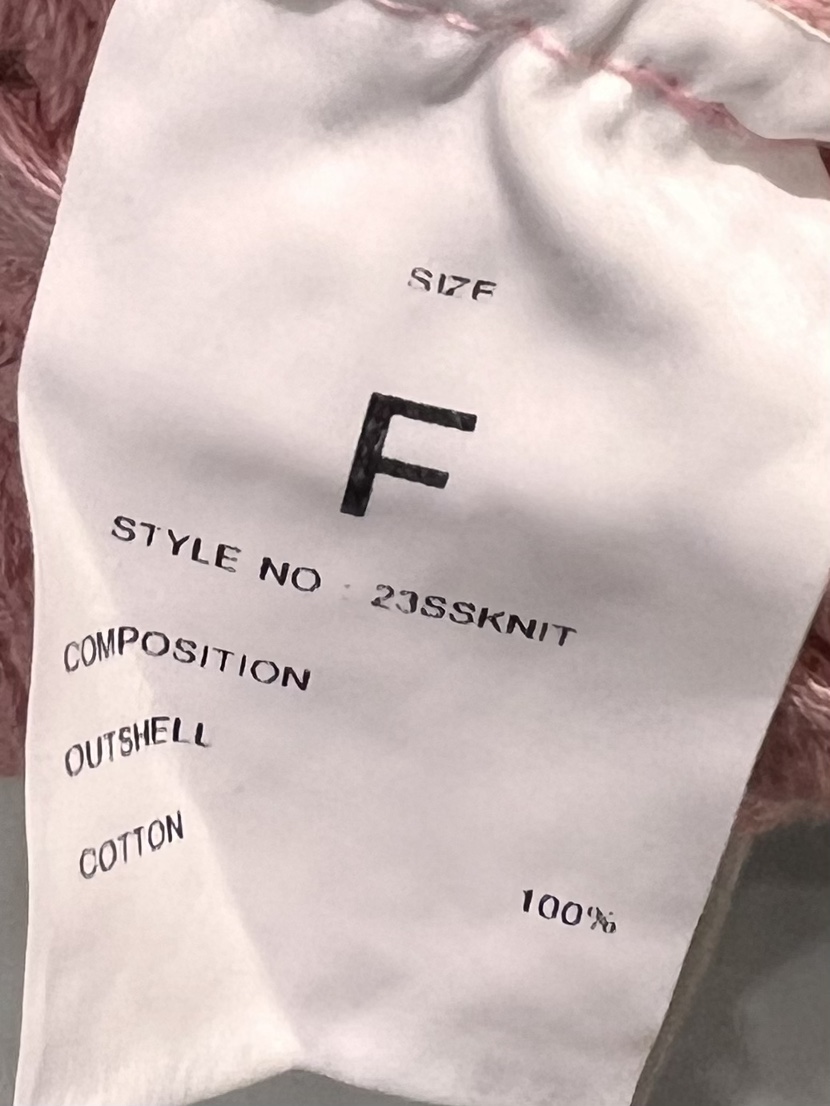 SIZE
F
STYLE NO : 23SSKNIT
COMPOSITION
OUTSHELL
COTTON
100%